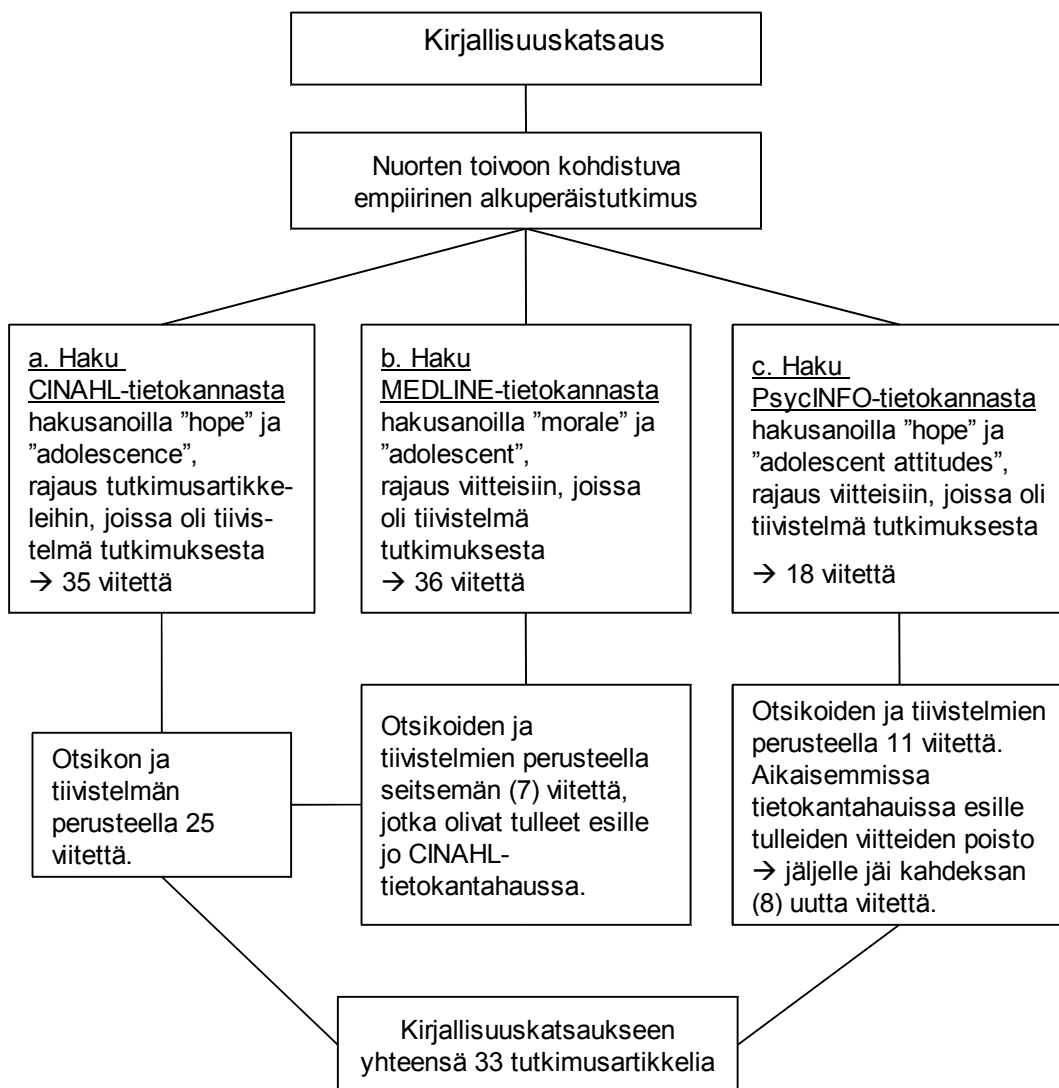 Kirjallisuuskatsaus
Nuorten toivoon kohdistuva
empiirinen alkuperäistutkimus
a. Haku
CINAHL-tietokannasta
hakusanoilla ”hope” ja
”adolescence”,
rajaus tutkimusartikke-
leihin, joissa oli tiivis-
telmä tutkimuksesta
→ 35 viitettä
b. Haku
MEDLINE-tietokannasta
hakusanoilla ”morale” ja
”adolescent”,
rajaus viitteisiin, joissa
oli tiivistelmä
tutkimuksesta
→ 36 viitettä
c. Haku
PsycINFO-tietokannasta
hakusanoilla ”hope” ja
”adolescent attitudes”,
rajaus viitteisiin, joissa oli
tiivistelmä tutkimuksesta
→ 18 viitettä
Otsikon ja
tiivistelmän
perusteella 25
viitettä.
Otsikoiden ja
tiivistelmien perusteella
seitsemän (7) viitettä,
jotka olivat tulleet esille
jo CINAHL-
tietokantahaussa.
Otsikoiden ja tiivistelmien
perusteella 11 viitettä.
Aikaisemmissa
tietokantahauissa esille
tulleiden viitteiden poisto
→ jäljelle jäi kahdeksan
(8) uutta viitettä.
Kirjallisuuskatsaukseen
yhteensä 33 tutkimusartikkelia